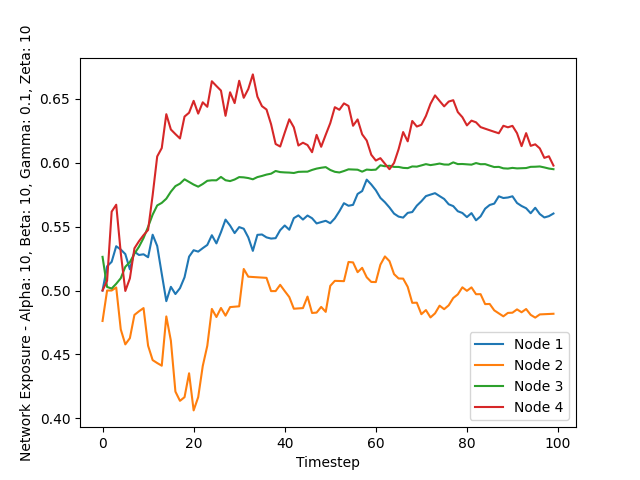 Network Exposure - Alpha: 10, Beta: 10, Gamma: 0.1, Zeta: 10
0.65
0.60
0.55
0.50
0.45
0.40
0 20 40 60 80 100
Timestep
Node 1
Node 2
Node 3
Node 4